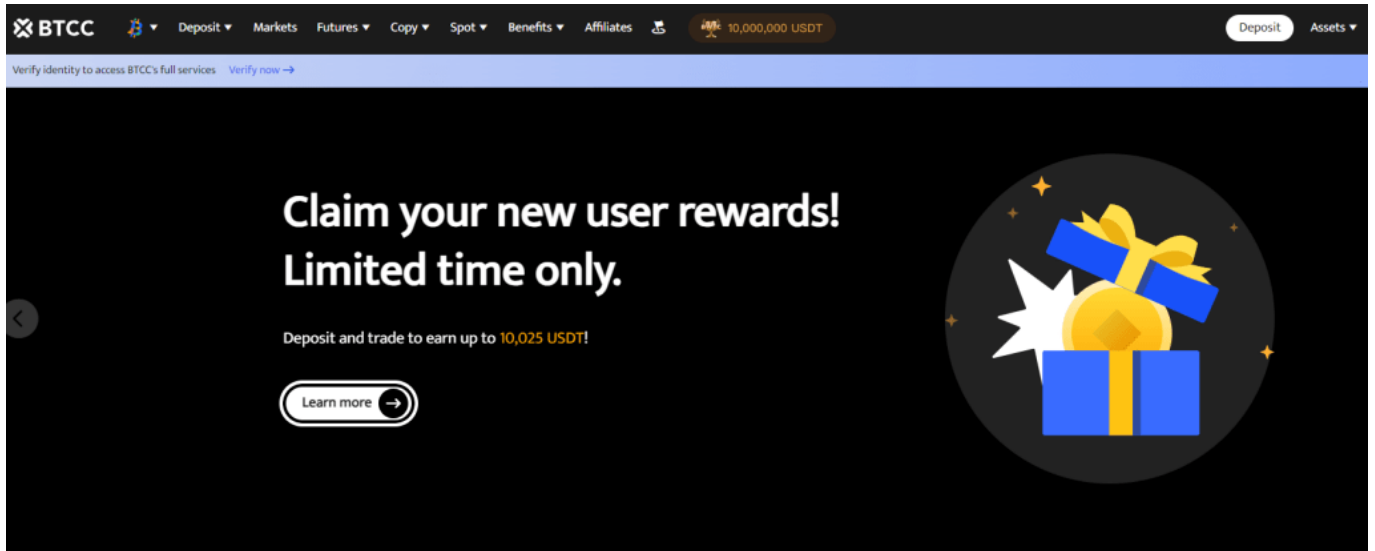 BTCC Deposit Markets Futures Copy Spot Benefits Affiliates 10,000,000 USDT Deposit Assets
Verify identity to access BTCC's full services Verify now →
Claim your new user rewards!
Limited time only.
Deposit and trade to earn up to 10,025 USDT!
Learn more →